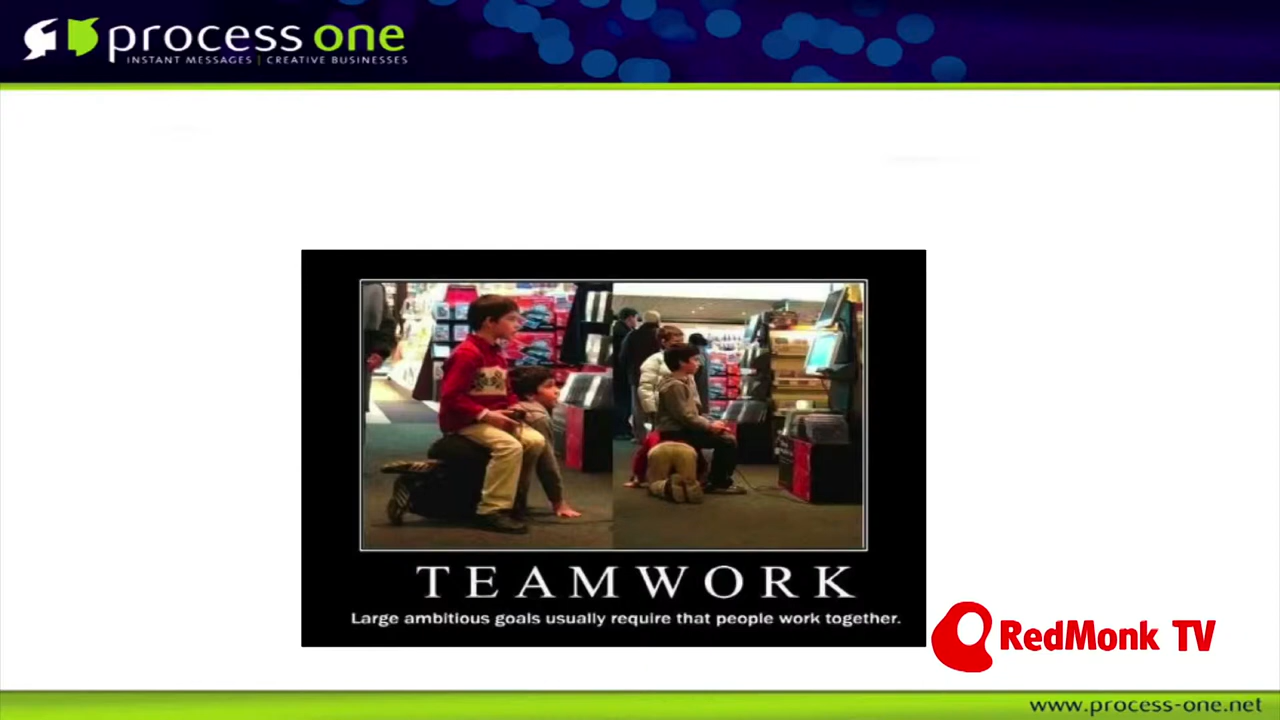 process one
INSTANT MESSAGES | CREATIVE BUSINESSES
TEAMWORK
Large ambitious goals usually require that people work together.
RedMonk TV
www.process-one.net